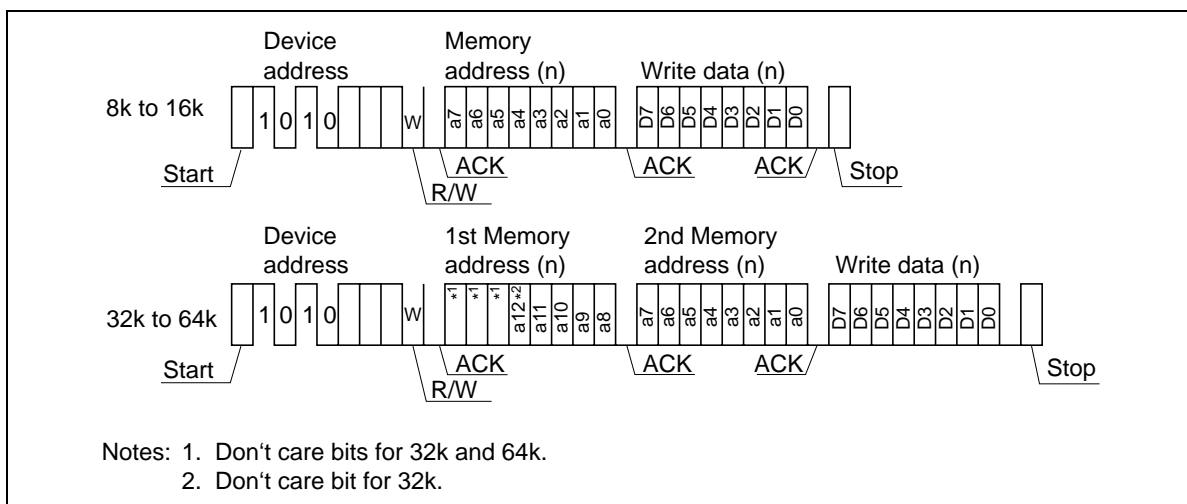 Device address
Memory address (n)
Write data (n)
8k to 16k
1 0 1 0 W
a7 a6 a5 a4 a3 a2 a1 a0
D7 D6 D5 D4 D3 D2 D1 D0
Start
ACK
ACK
ACK
Stop
R/W
Device address
1st Memory address (n)
2nd Memory address (n)
Write data (n)
32k to 64k
1 0 1 0 W
*1 *1 *1 a12*2 a11 a10 a9 a8
a7 a6 a5 a4 a3 a2 a1 a0
D7 D6 D5 D4 D3 D2 D1 D0
Start
ACK
ACK
ACK
Stop
R/W
Notes: 1. Don‘t care bits for 32k and 64k.
2. Don‘t care bit for 32k.